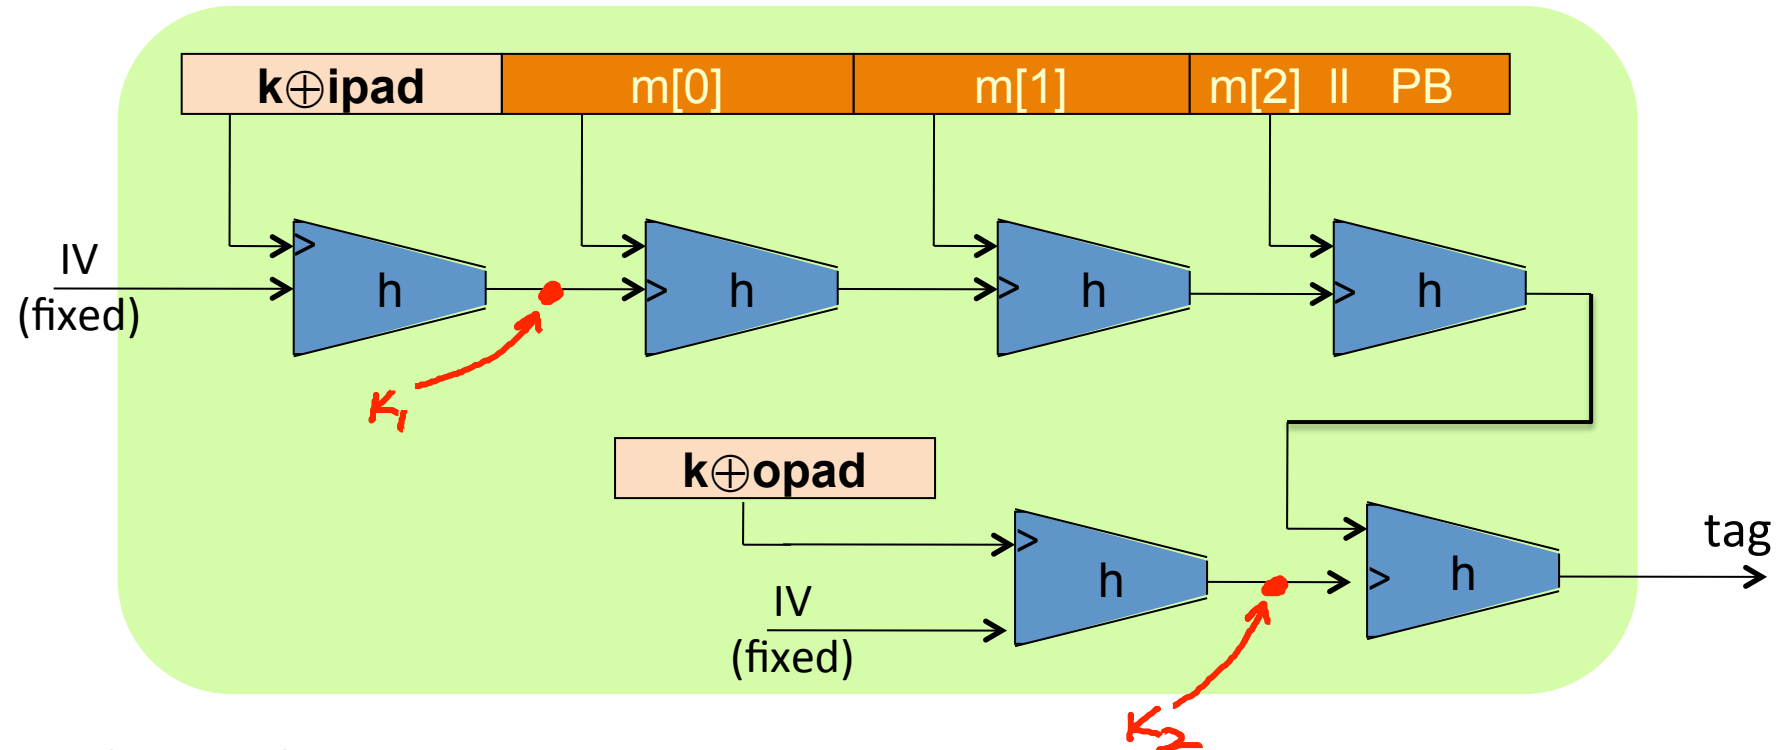 k⊕ipad m[0] m[1] m[2] ll PB
> > > >
IV h h h h
(fixed)
K1
k⊕opad
> tag
h > h
IV
(fixed)
K2